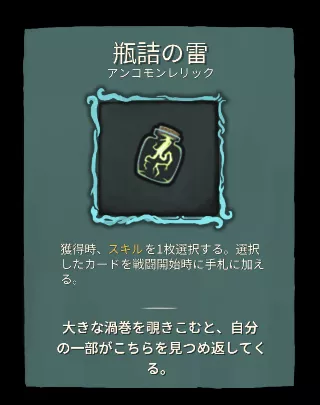 瓶詰の雷
アンコモンレリック
獲得時、スキルを1枚選択する。選択
したカードを戦闘開始時に手札に加え
る。
大きな渦巻を覗きこむと、自分
の一部がこちらを見つめ返してく
る。